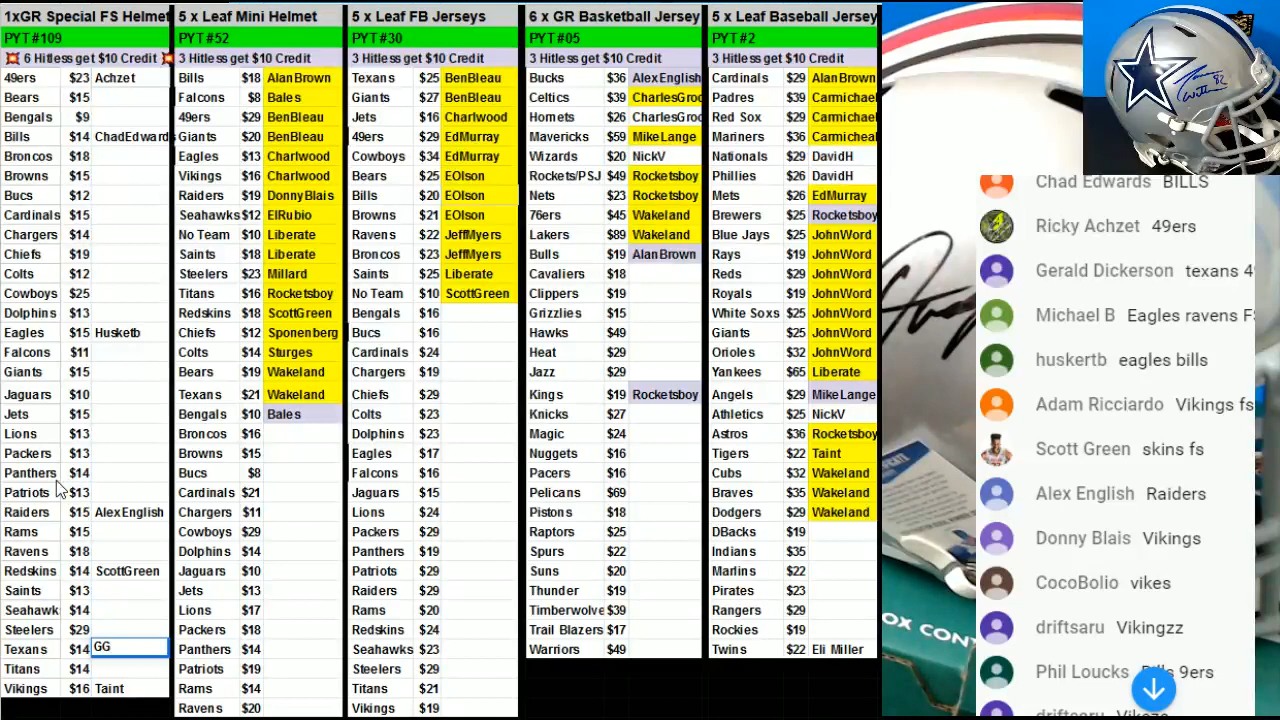 1xGR Special FS Helmet 5 x Leaf Mini Helmet 5 x Leaf FB Jerseys 6 x GR Basketball Jersey 5 x Leaf Baseball Jersey
PYT #109 PYT #52 PYT #30 PYT #05 PYT #2
6 Hitless get $10 Credit 3 Hitless get $10 Credit 3 Hitless get $10 Credit 3 Hitless get $10 Credit 3 Hitless get $10 Credit
49ers $23 Achzet Bills $18 AlanBrown Texans $25 BenBleau Bucks $36 AlexEnglish Cardinals $29 AlanBrown
Bears $15 Falcons $8 Bales Giants $27 BenBleau Celtics $39 CharlesGroo Padres $39 Carmichael
Bengals $9 49ers $29 BenBleau Jets $16 Charlwood Hornets $26 CharlesGroo Red Sox $29 Carmichael
Bills $14 ChadEdwards Giants $20 BenBleau 49ers $29 EdMurray Mavericks $59 MikeLange Mariners $36 Carmicheal
Broncos $18 Eagles $13 Charlwood Cowboys $34 EdMurray Wizards $20 NickV Nationals $29 DavidH
Browns $15 Vikings $16 Charlwood Bears $25 EOlson Rockets/PSJ $49 Rocketsboy Phillies $26 DavidH
Bucs $12 Raiders $19 DonnyBlais Bills $20 EOlson Nets $23 Rocketsboy Mets $26 EdMurray
Cardinals $15 Seahawks $12 ElRubio Browns $21 EOlson 76ers $45 Wakeland Brewers $25 Rocketsboy
Chargers $14 No Team $10 Liberate Ravens $22 JeffMyers Lakers $89 Wakeland Blue Jays $25 JohnWord
Chiefs $19 Saints $18 Liberate Broncos $23 JeffMyers Bulls $19 AlanBrown Rays $19 JohnWord
Colts $12 Steelers $23 Millard Saints $25 Liberate Cavaliers $18 Reds $29 JohnWord
Cowboys $25 Titans $16 Rocketsboy No Team $10 ScottGreen Clippers $19 Royals $19 JohnWord
Dolphins $13 Redskins $18 ScottGreen Bengals $16 Grizzlies $15 White Soxs $25 JohnWord
Eagles $15 Husketb Chiefs $12 Sponenberg Bucs $16 Hawks $49 Giants $25 JohnWord
Falcons $11 Colts $14 Sturges Cardinals $24 Heat $29 Orioles $32 JohnWord
Giants $15 Bears $19 Wakeland Chargers $19 Jazz $29 Yankees $65 Liberate
Jaguars $10 Texans $21 Wakeland Chiefs $29 Kings $19 Rocketsboy Angels $29 MikeLange
Jets $15 Bengals $10 Bales Colts $23 Knicks $27 Athletics $25 NickV
Lions $13 Broncos $16 Dolphins $23 Magic $24 Astros $36 Rocketsboy
Packers $13 Browns $15 Eagles $17 Nuggets $16 Tigers $22 Taint
Panthers $14 Bucs $8 Falcons $16 Pacers $16 Cubs $32 Wakeland
Patriots $13 Cardinals $21 Jaguars $15 Pelicans $69 Braves $35 Wakeland
Raiders $15 AlexEnglish Chargers $11 Lions $24 Pistons $18 Dodgers $29 Wakeland
Rams $15 Cowboys $29 Packers $29 Raptors $25 DBacks $19
Ravens $18 Dolphins $14 Panthers $19 Spurs $22 Indians $35
Redskins $14 ScottGreen Jaguars $10 Patriots $29 Suns $20 Marlins $22
Saints $13 Jets $13 Raiders $29 Thunder $19 Pirates $23
Seahawk $14 Lions $17 Rams $20 Timberwolve $39 Rangers $29
Steelers $29 Packers $18 Redskins $24 Trail Blazers $17 Rockies $19
Texans $14 GG Panthers $14 Seahawks $23 Warriors $49 Twins $22 Eli Miller
Titans $14 Patriots $19 Steelers $29
Vikings $16 Taint Rams $14 Titans $21
Ravens $20 Vikings $19
Chad Edwards BILLS
Ricky Achzet 49ers
Gerald Dickerson texans 4
Michael B Eagles ravens F
huskertb eagles bills
Adam Ricciardo Vikings fs
Scott Green skins fs
Alex English Raiders
Donny Blais Vikings
CocoBolio vikes
driftsaru Vikingzz
Phil Loucks 9ers
driftsaru
OX CONT
82